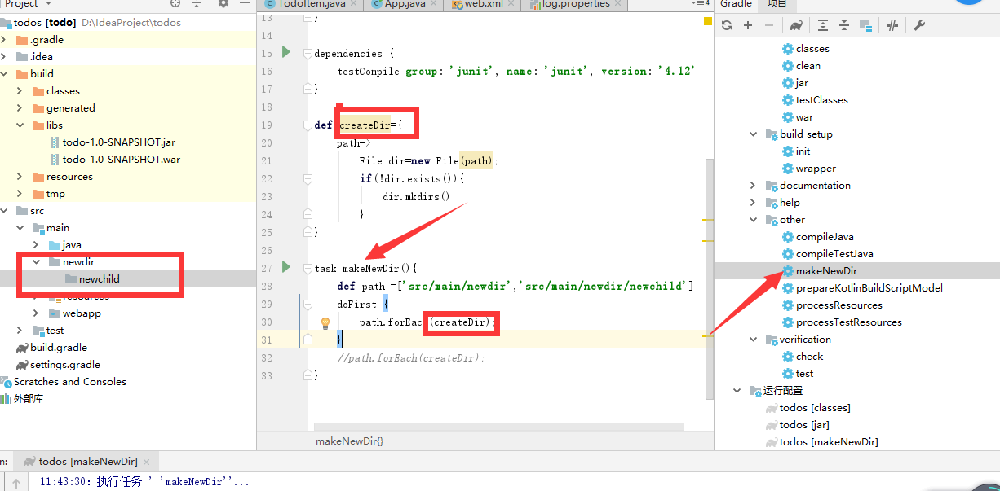 Project
todos [todo] D:\IdeaProject\todos
.gradle
.idea
build
classes
generated
libs
todo-1.0-SNAPSHOT.jar
todo-1.0-SNAPSHOT.war
resources
tmp
src
main
java
newdir
newchild
resources
webapp
test
build.gradle
settings.gradle
Scratches and Consoles
外部库
TodoItem.java
App.java
web.xml
log.properties
4
13 }
14
15 dependencies {
16 testCompile group: 'junit', name: 'junit', version: '4.12'
17 }
18
19 def createDir={
20 path->
21 File dir=new File(path);
22 if(!dir.exists()){
23 dir.mkdirs()
24 }
25 }
26
27 task makeNewDir(){
28 def path =['src/main/newdir','src/main/newdir/newchild']
29 doFirst {
30 path.forEac (createDir);
31 }
32 //path.forEach(createDir);
33 }
makeNewDir{}
Gradle
项目
classes
clean
jar
testClasses
war
build setup
init
wrapper
documentation
help
other
compileJava
compileTestJava
makeNewDir
prepareKotlinBuildScriptModel
processResources
processTestResources
verification
check
test
运行配置
todos [classes]
todos [jar]
todos [makeNewDir]
n:
todos [makeNewDir]
11:43:30: 执行任务 ' 'makeNewDir''...